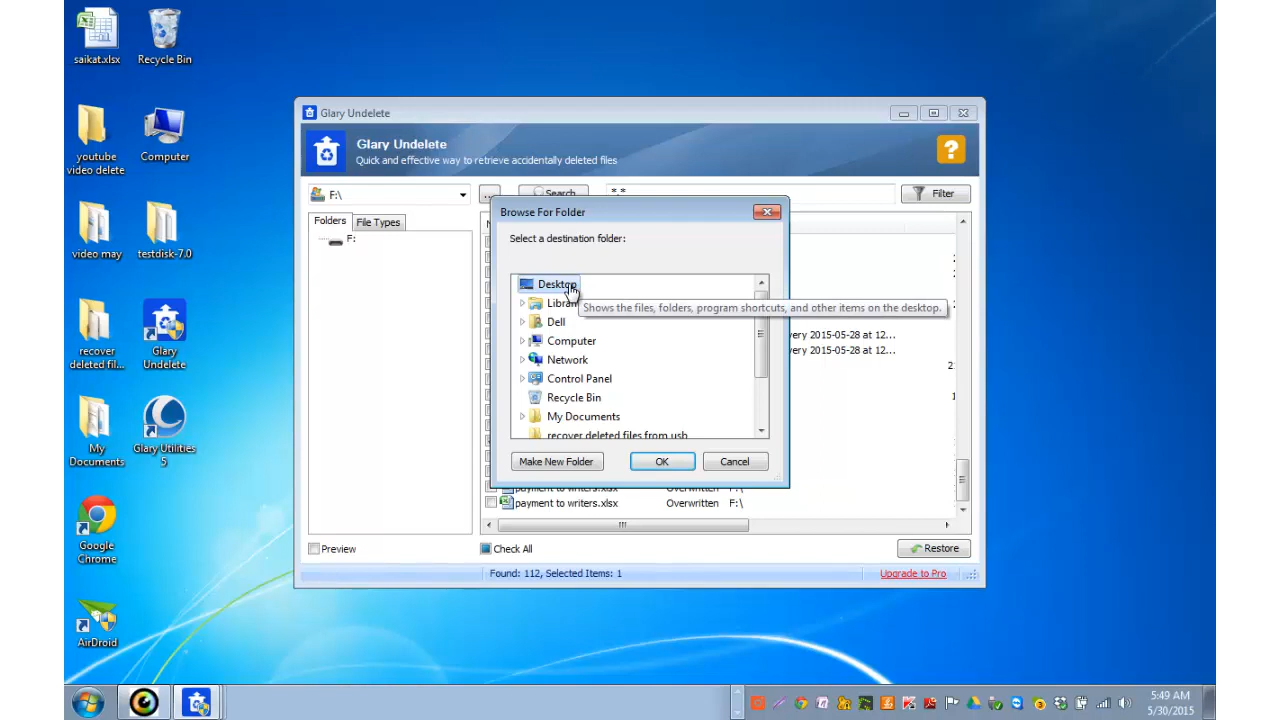 saikat.xlsx
Recycle Bin
youtube
video delete
Computer
video may
testdisk-7.0
recover
deleted fil...
Glary
Undelete
My
Documents
Glary Utilities
5
Google
Chrome
AirDroid
Glary Undelete
Glary Undelete
Quick and effective way to retrieve accidentally deleted files
?
F:\
...
Search
*.*
Filter
Folders
File Types
F:
Browse For Folder
Select a destination folder:
Desktop
Shows the files, folders, program shortcuts, and other items on the desktop.
Dell
Computer
Network
Control Panel
Recycle Bin
My Documents
recover deleted files from usb
Make New Folder
OK
Cancel
very 2015-05-28 at 12...
very 2015-05-28 at 12...
payment to writers.xlsx
Overwritten
F:\
payment to writers.xlsx
Overwritten
F:\
Preview
Check All
Restore
Found: 112, Selected Items: 1
Upgrade to Pro
5:49 AM
5/30/2015